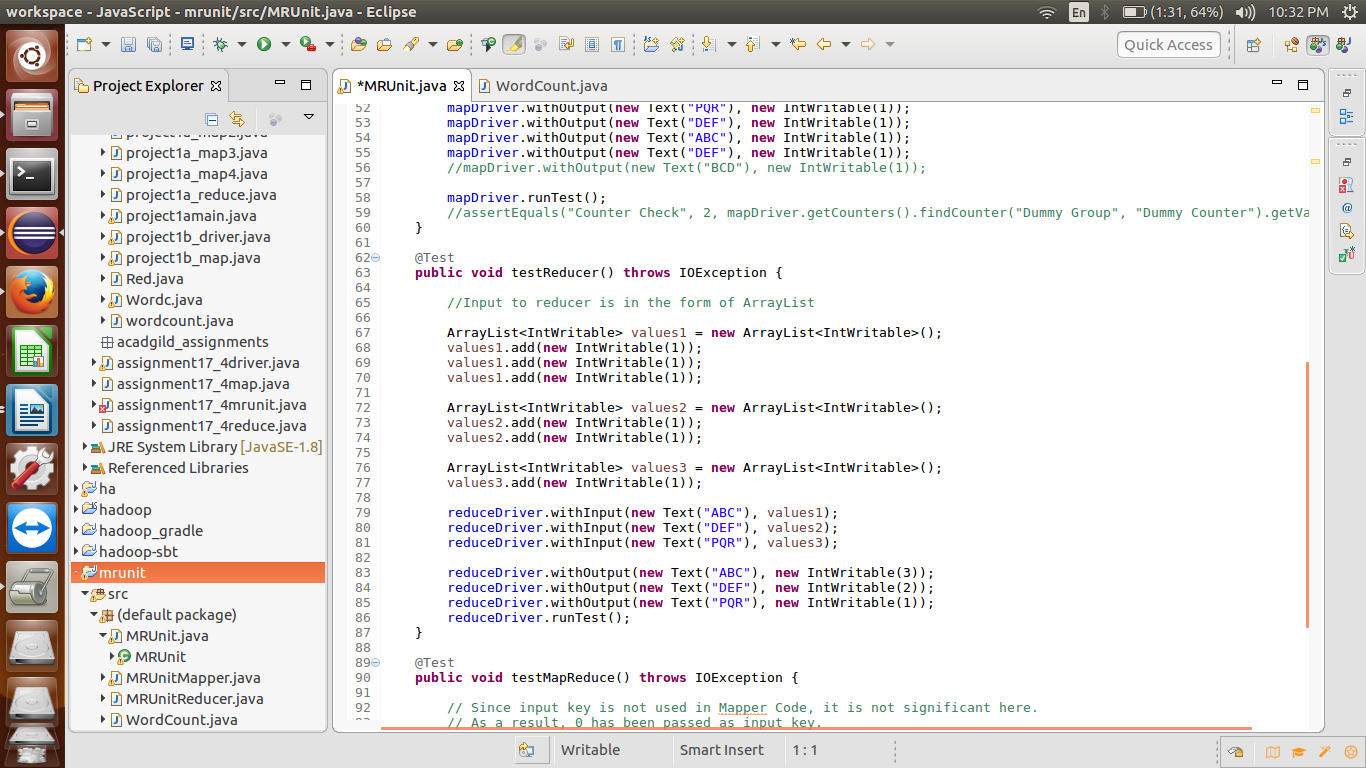 workspace - JavaScript - mrunit/src/MRUnit.java - Eclipse
En
(1:31, 64%)
10:32 PM
Quick Access
Project Explorer
project1a_map2.java
project1a_map3.java
project1a_map4.java
project1a_reduce.java
project1amain.java
project1b_driver.java
project1b_map.java
Red.java
Wordc.java
wordcount.java
acadgild_assignments
assignment17_4driver.java
assignment17_4map.java
assignment17_4mrunit.java
assignment17_4reduce.java
JRE System Library [JavaSE-1.8]
Referenced Libraries
ha
hadoop
hadoop_gradle
hadoop-sbt
mrunit
src
(default package)
MRUnit.java
MRUnit
MRUnitMapper.java
MRUnitReducer.java
WordCount.java
*MRUnit.java
WordCount.java
52 mapDriver.withOutput(new Text("PQR"), new IntWritable(1));
53 mapDriver.withOutput(new Text("DEF"), new IntWritable(1));
54 mapDriver.withOutput(new Text("ABC"), new IntWritable(1));
55 mapDriver.withOutput(new Text("DEF"), new IntWritable(1));
56 //mapDriver.withOutput(new Text("BCD"), new IntWritable(1));
57
58 mapDriver.runTest();
59 //assertEquals("Counter Check", 2, mapDriver.getCounters().findCounter("Dummy Group", "Dummy Counter").getVa
60 }
61
62 @Test
63 public void testReducer() throws IOException {
64
65 //Input to reducer is in the form of ArrayList
66
67 ArrayList<IntWritable> values1 = new ArrayList<IntWritable>();
68 values1.add(new IntWritable(1));
69 values1.add(new IntWritable(1));
70 values1.add(new IntWritable(1));
71
72 ArrayList<IntWritable> values2 = new ArrayList<IntWritable>();
73 values2.add(new IntWritable(1));
74 values2.add(new IntWritable(1));
75
76 ArrayList<IntWritable> values3 = new ArrayList<IntWritable>();
77 values3.add(new IntWritable(1));
78
79 reduceDriver.withInput(new Text("ABC"), values1);
80 reduceDriver.withInput(new Text("DEF"), values2);
81 reduceDriver.withInput(new Text("PQR"), values3);
82
83 reduceDriver.withOutput(new Text("ABC"), new IntWritable(3));
84 reduceDriver.withOutput(new Text("DEF"), new IntWritable(2));
85 reduceDriver.withOutput(new Text("PQR"), new IntWritable(1));
86 reduceDriver.runTest();
87 }
88
89 @Test
90 public void testMapReduce() throws IOException {
91
92 // Since input key is not used in Mapper Code, it is not significant here.
93 // As a result, 0 has been passed as input key.
Writable
Smart Insert
1 : 1